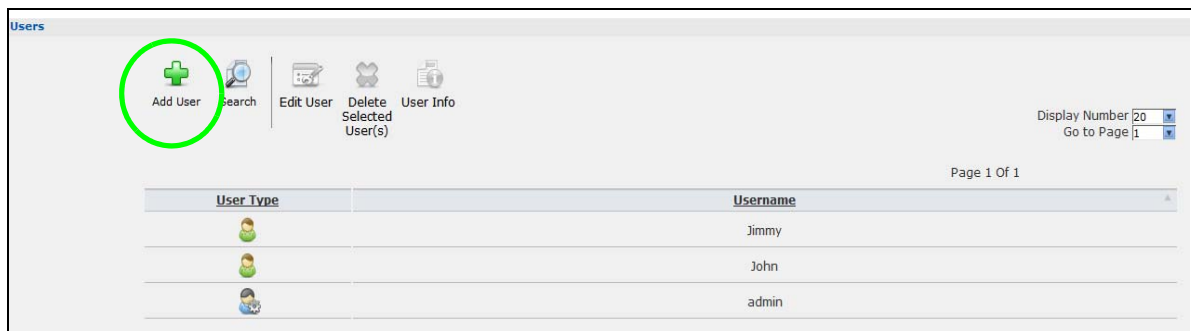 Users
Add User Search Edit User Delete Selected User(s) User Info
Display Number 20
Go to Page 1
Page 1 Of 1
User Type Username
Jimmy
John
admin